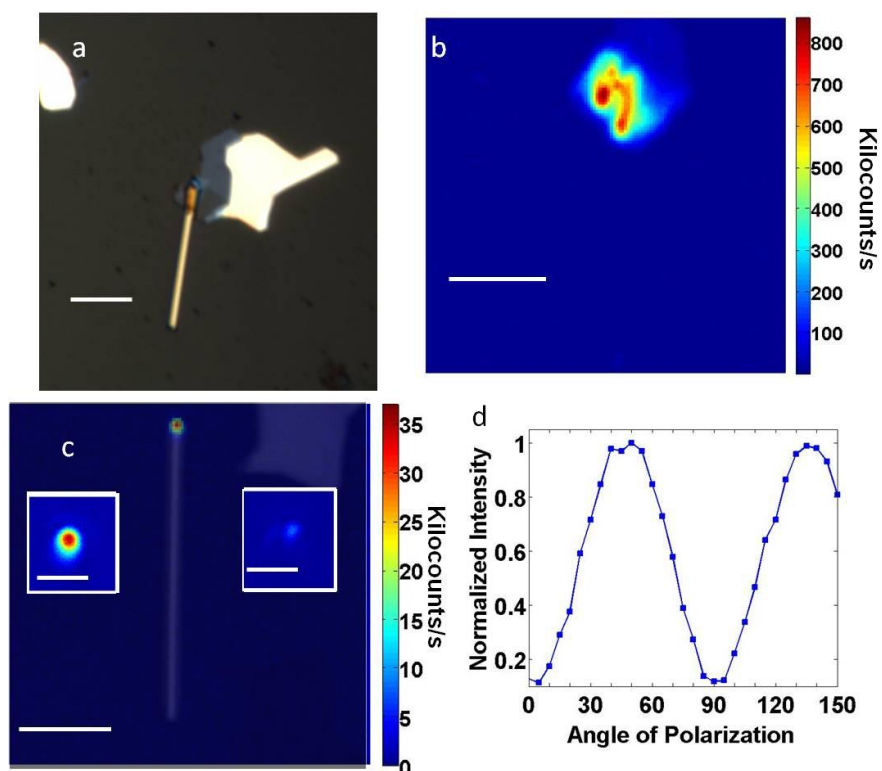 a
b
800
700
600
500
400
300
200
100
Kilocounts/s
c
35
30
25
20
15
10
5
0
Kilocounts/s
d
1
0.8
0.6
0.4
0.2
Normalized Intensity
0 30 60 90 120 150
Angle of Polarization